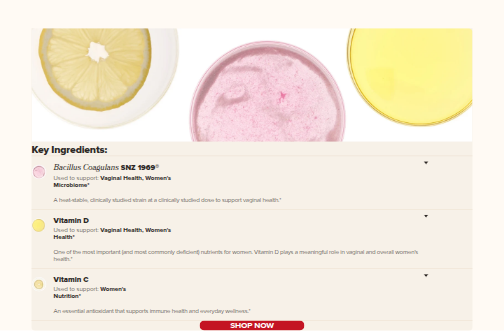 Key Ingredients:
Bacillus Coagulans SNZ 1969®
Used to support: Vaginal Health, Women's
Microbiome*
A heat-stable, clinically studied strain at a clinically studied dose to support vaginal health.*
Vitamin D
Used to support: Vaginal Health, Women's
Health*
One of the most important (and most commonly deficient) nutrients for women. Vitamin D plays a meaningful role in vaginal and overall women's
health.*
Vitamin C
Used to support: Women's
Nutrition*
An essential antioxidant that supports immune health and everyday wellness.*
SHOP NOW